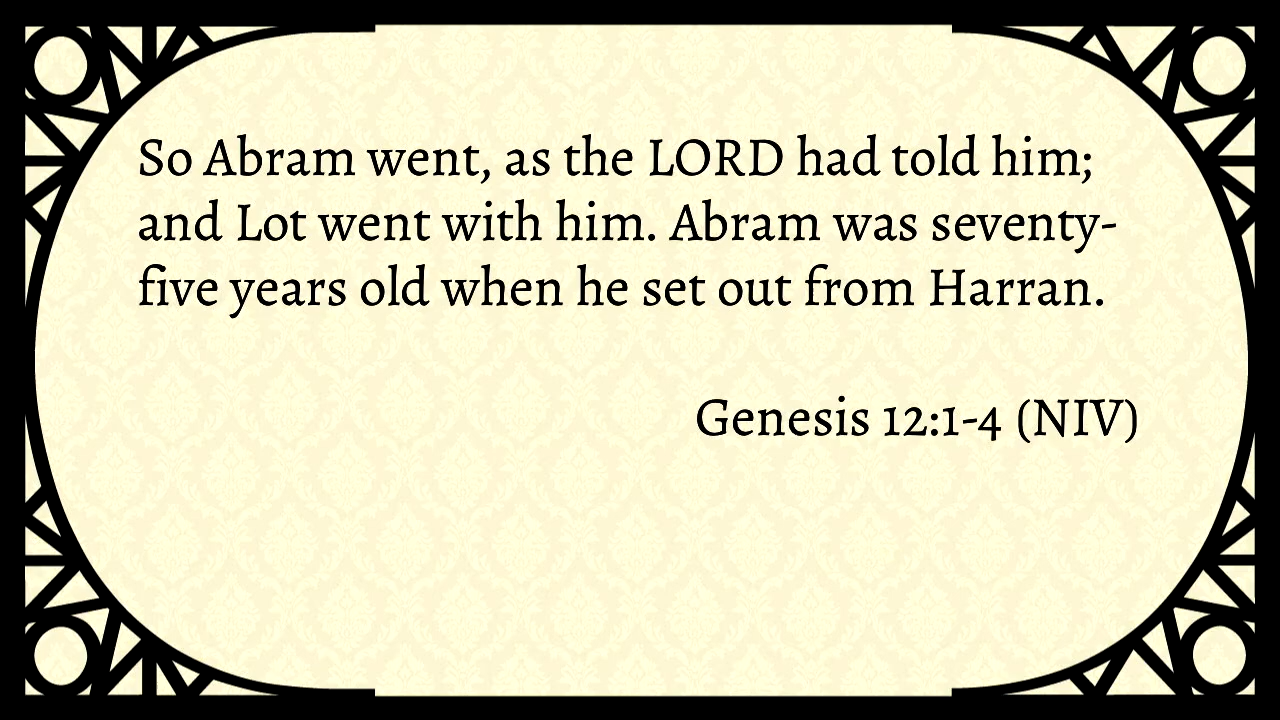 So Abram went, as the LORD had told him;
and Lot went with him. Abram was seventy-
five years old when he set out from Harran.
Genesis 12:1-4 (NIV)